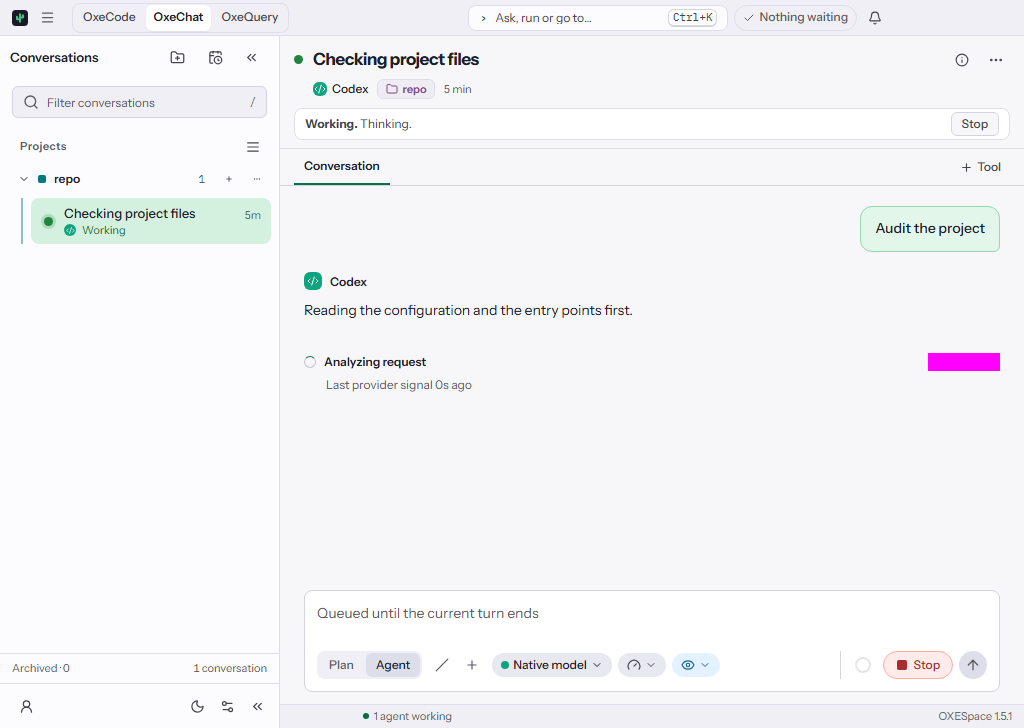 OxeCode OxeChat OxeQuery
› Ask, run or go to... Ctrl+K
Nothing waiting
Conversations
Filter conversations /
Projects
repo 1 + ...
Checking project files 5m
Working
Archived · 0 1 conversation
Checking project files
Codex repo 5 min
Working. Thinking. Stop
Conversation + Tool
Audit the project
Codex
Reading the configuration and the entry points first.
Analyzing request
Last provider signal 0s ago
Queued until the current turn ends
Plan Agent / + Native model Stop
1 agent working OXESpace 1.5.1